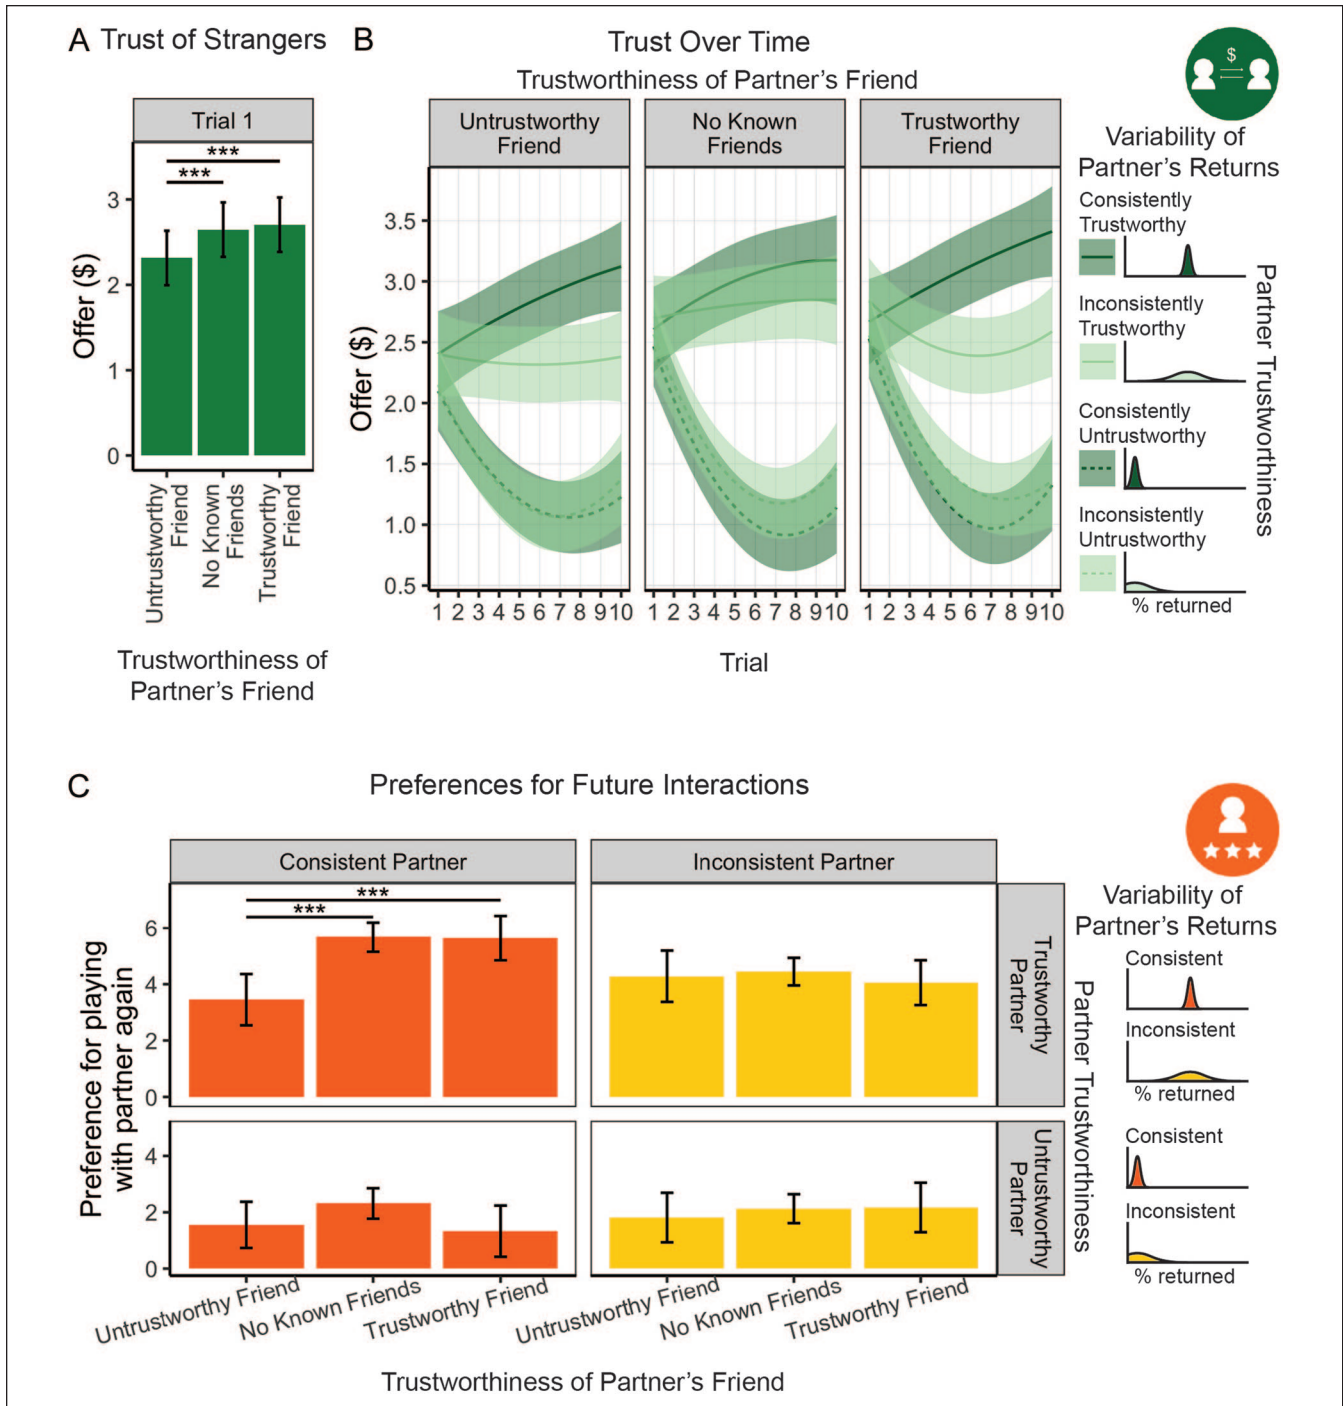 A Trust of Strangers
Trial 1
***
***
Offer ($)
3
2
1
0
Untrustworthy
Friend
No Known
Friends
Trustworthy
Friend
Trustworthiness of
Partner's Friend
B
Trust Over Time
Trustworthiness of Partner's Friend
Untrustworthy
Friend
No Known
Friends
Trustworthy
Friend
Offer ($)
3.5
3.0
2.5
2.0
1.5
1.0
0.5
1 2 3 4 5 6 7 8 9 10
1 2 3 4 5 6 7 8 9 10
1 2 3 4 5 6 7 8 9 10
Trial
$
Variability of
Partner's Returns
Consistently
Trustworthy
Inconsistently
Trustworthy
Consistently
Untrustworthy
Inconsistently
Untrustworthy
% returned
Partner Trustworthiness
C
Preferences for Future Interactions
Consistent Partner
Inconsistent Partner
***
***
Preference for playing
with partner again
6
4
2
0
4
2
0
Trustworthy
Partner
Untrustworthy
Partner
Untrustworthy Friend
No Known Friends
Trustworthy Friend
Untrustworthy Friend
No Known Friends
Trustworthy Friend
Trustworthiness of Partner's Friend
Variability of
Partner's Returns
Consistent
Inconsistent
% returned
Consistent
Inconsistent
% returned
Partner Trustworthiness